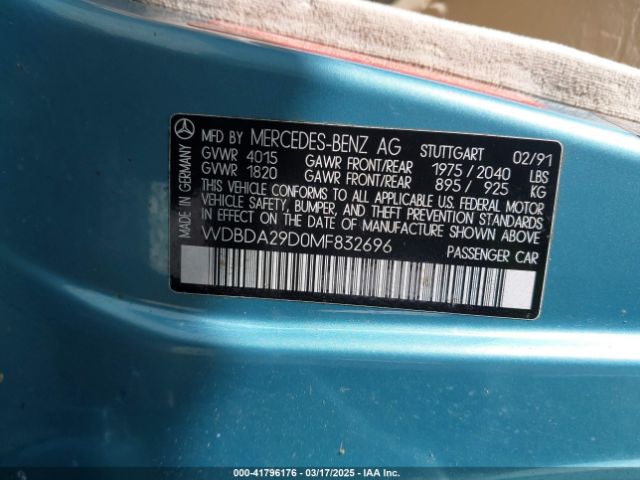 MADE IN GERMANY
MFD BY MERCEDES-BENZ AG STUTTGART 02/91
GVWR 4015 GAWR FRONT/REAR 1975/2040 LBS
GVWR 1820 GAWR FRONT/REAR 895/ 925 KG
THIS VEHICLE CONFORMS TO ALL APPLICABLE U.S. FEDERAL MOTOR
VEHICLE SAFETY, BUMPER, AND THEFT PREVENTION STANDARDS
IN EFFECT ON THE DATE OF MANUFACTURE SHOWN ABOVE
WDBDA29D0MF832696 PASSENGER CAR
000-41796176 - 03/17/2025 - IAA Inc.